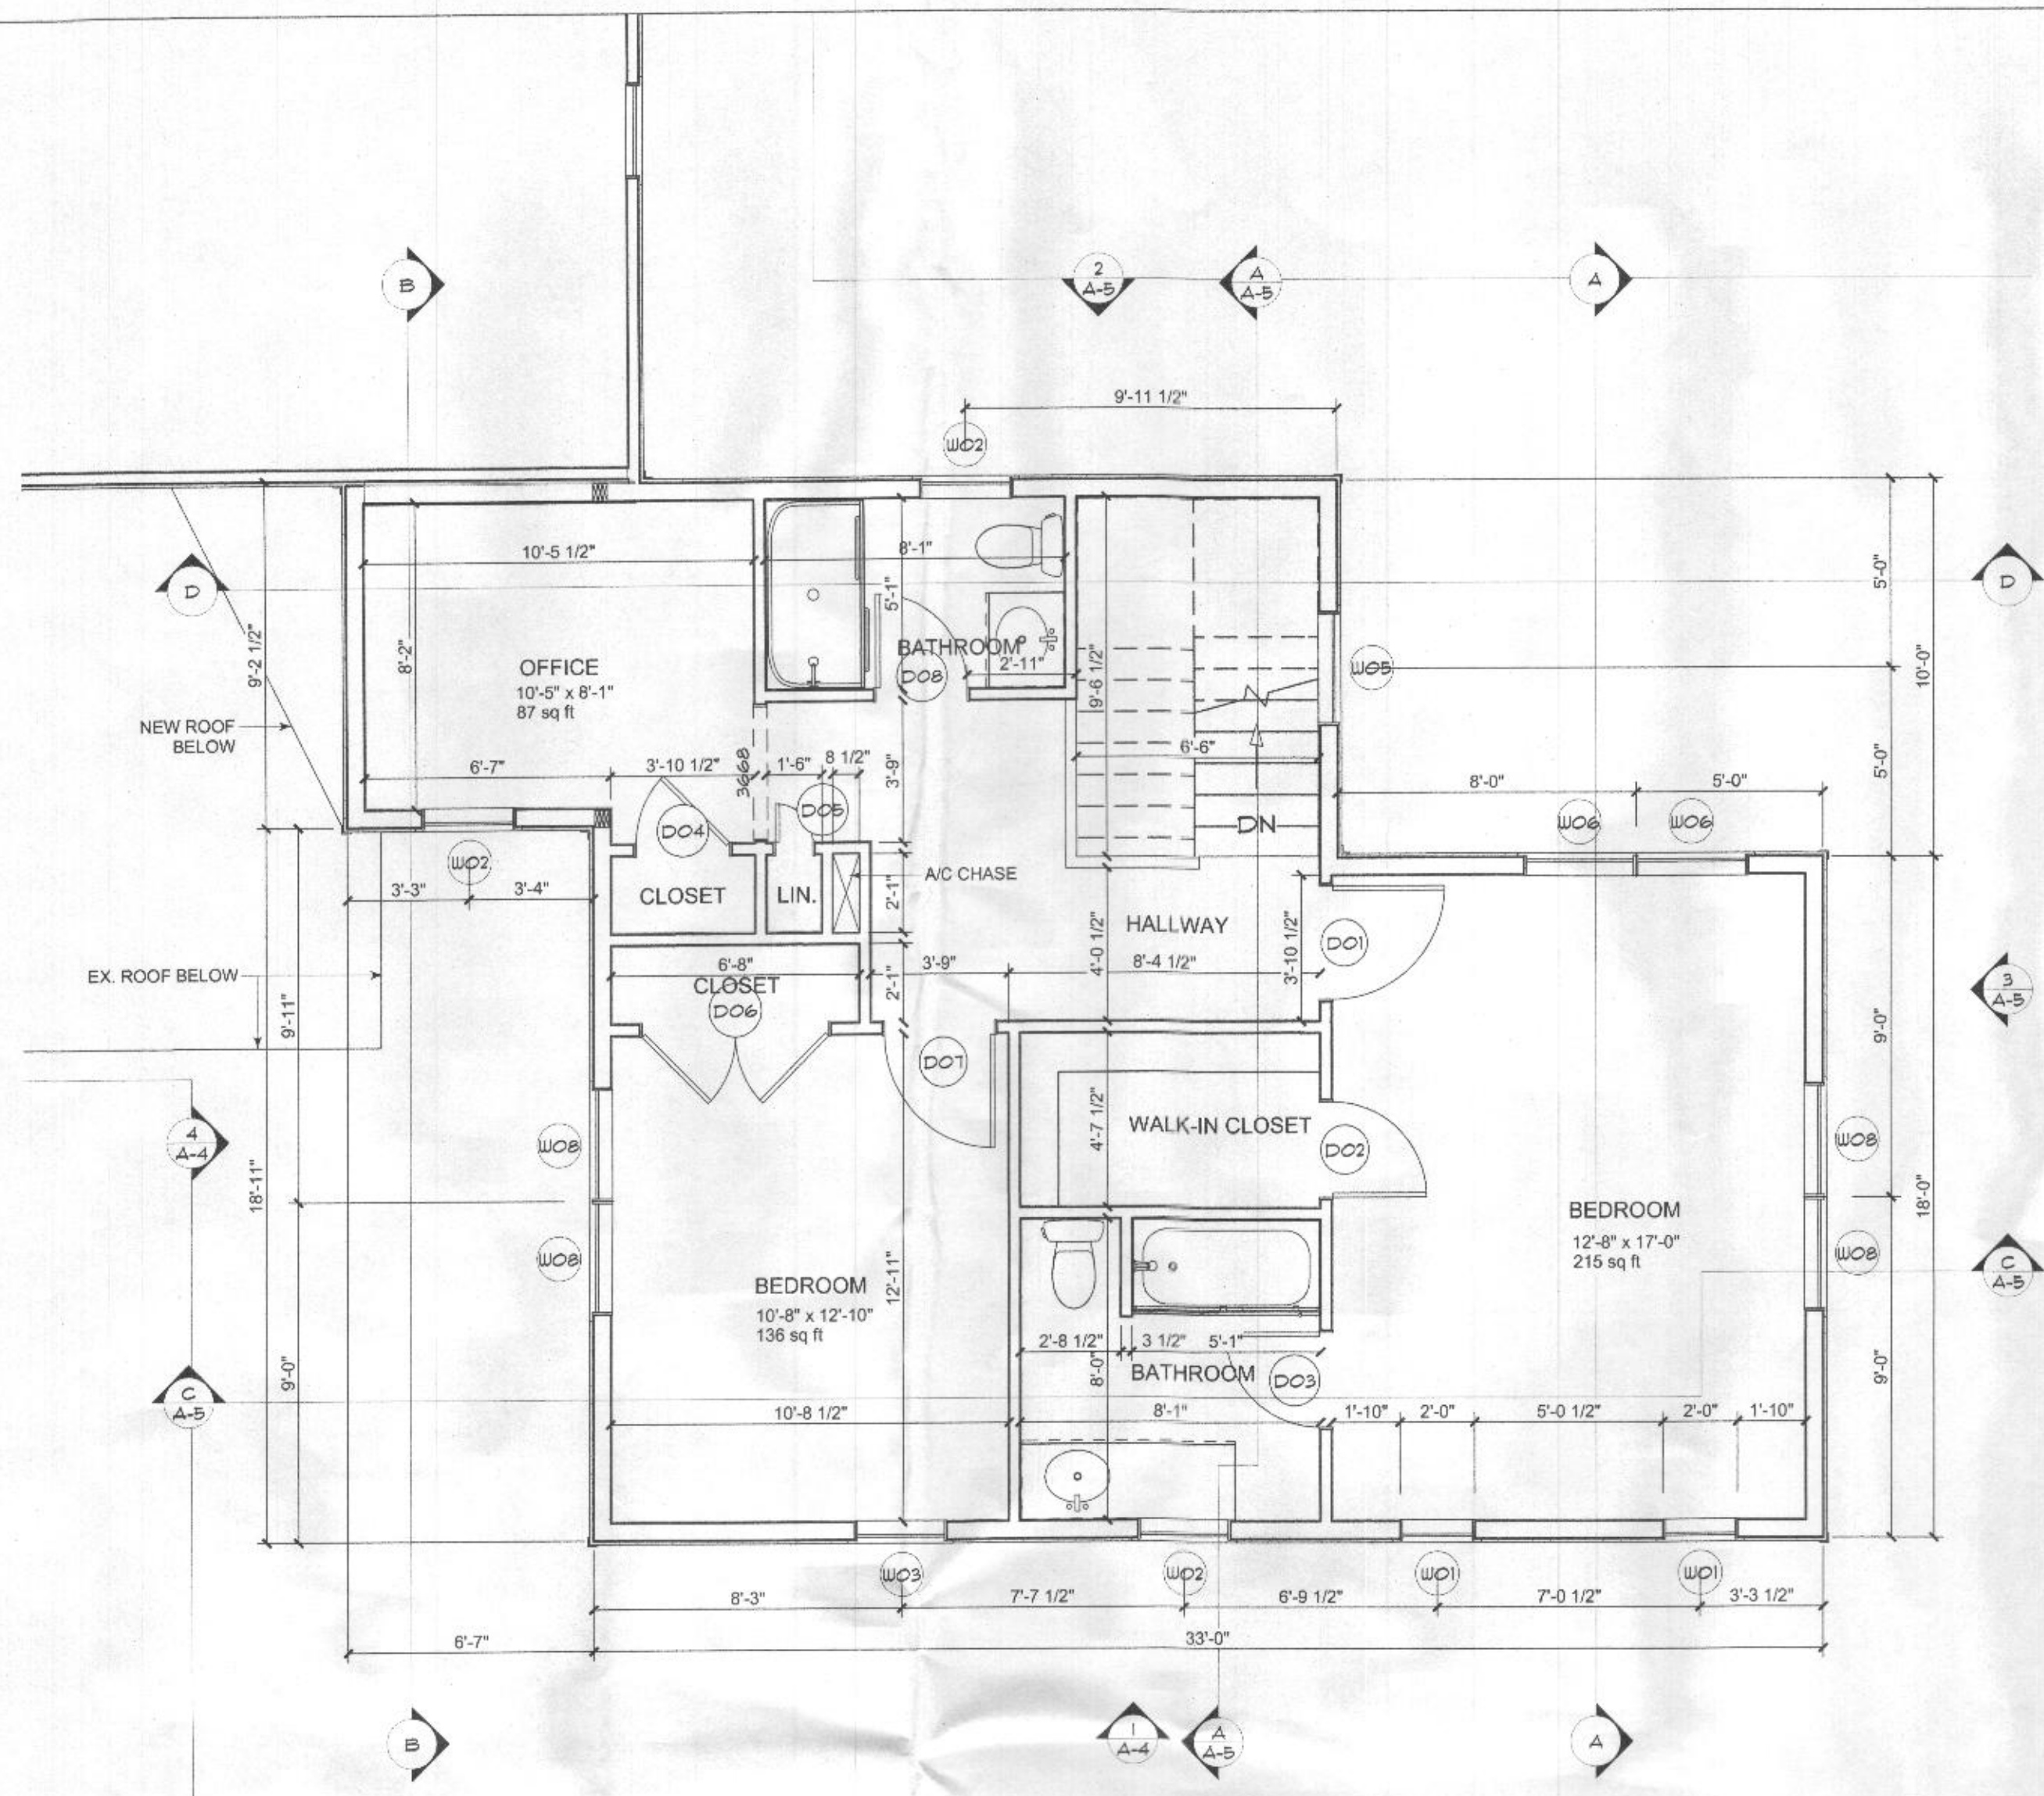 B
2
A-5
A
A-5
A
9'-11 1/2"
W02
10'-5 1/2"
8'-1"
5'-1"
5'-0"
D
D
9'-2 1/2"
8'-2"
OFFICE
10'-5" x 8'-1"
87 sq ft
BATHROOM
2'-11"
D08
9'-6 1/2"
W05
10'-0"
NEW ROOF
BELOW
6'-7"
3'-10 1/2"
3668
1'-6"
8 1/2"
3'-9"
6'-6"
8'-0"
5'-0"
5'-0"
D04
D05
DN
W06
W06
W02
3'-3"
3'-4"
CLOSET
LIN.
2'-1"
A/C CHASE
HALLWAY
4'-0 1/2"
3'-10 1/2"
D01
EX. ROOF BELOW
6'-8"
CLOSET
D06
2'-1"
3'-9"
8'-4 1/2"
3
A-5
9'-11"
9'-0"
D07
4
A-4
W08
4'-7 1/2"
WALK-IN CLOSET
D02
W08
18'-11"
18'-0"
BEDROOM
12'-8" x 17'-0"
215 sq ft
W08
W08
C
A-5
BEDROOM
10'-8" x 12'-10"
136 sq ft
12'-11"
2'-8 1/2"
3 1/2"
5'-1"
8'-0"
BATHROOM
D03
9'-0"
9'-0"
C
A-5
10'-8 1/2"
8'-1"
1'-10"
2'-0"
5'-0 1/2"
2'-0"
1'-10"
W03
W02
W01
W01
8'-3"
7'-7 1/2"
6'-9 1/2"
7'-0 1/2"
3'-3 1/2"
6'-7"
33'-0"
B
1
A-4
A
A-5
A